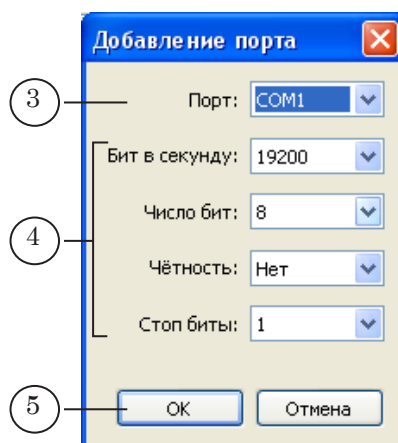 Добавление порта
3 Порт: COM1
Бит в секунду: 19200
Число бит: 8
4
Чётность: Нет
Стоп биты: 1
5 OK Отмена